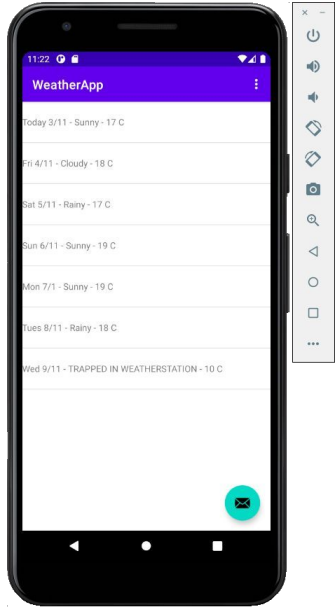 11:22
WeatherApp
Today 3/11 - Sunny - 17 C
Fri 4/11 - Cloudy - 18 C
Sat 5/11 - Rainy - 17 C
Sun 6/11 - Sunny - 19 C
Mon 7/1 - Sunny - 19 C
Tues 8/11 - Rainy - 18 C
Wed 9/11 - TRAPPED IN WEATHERSTATION - 10 C